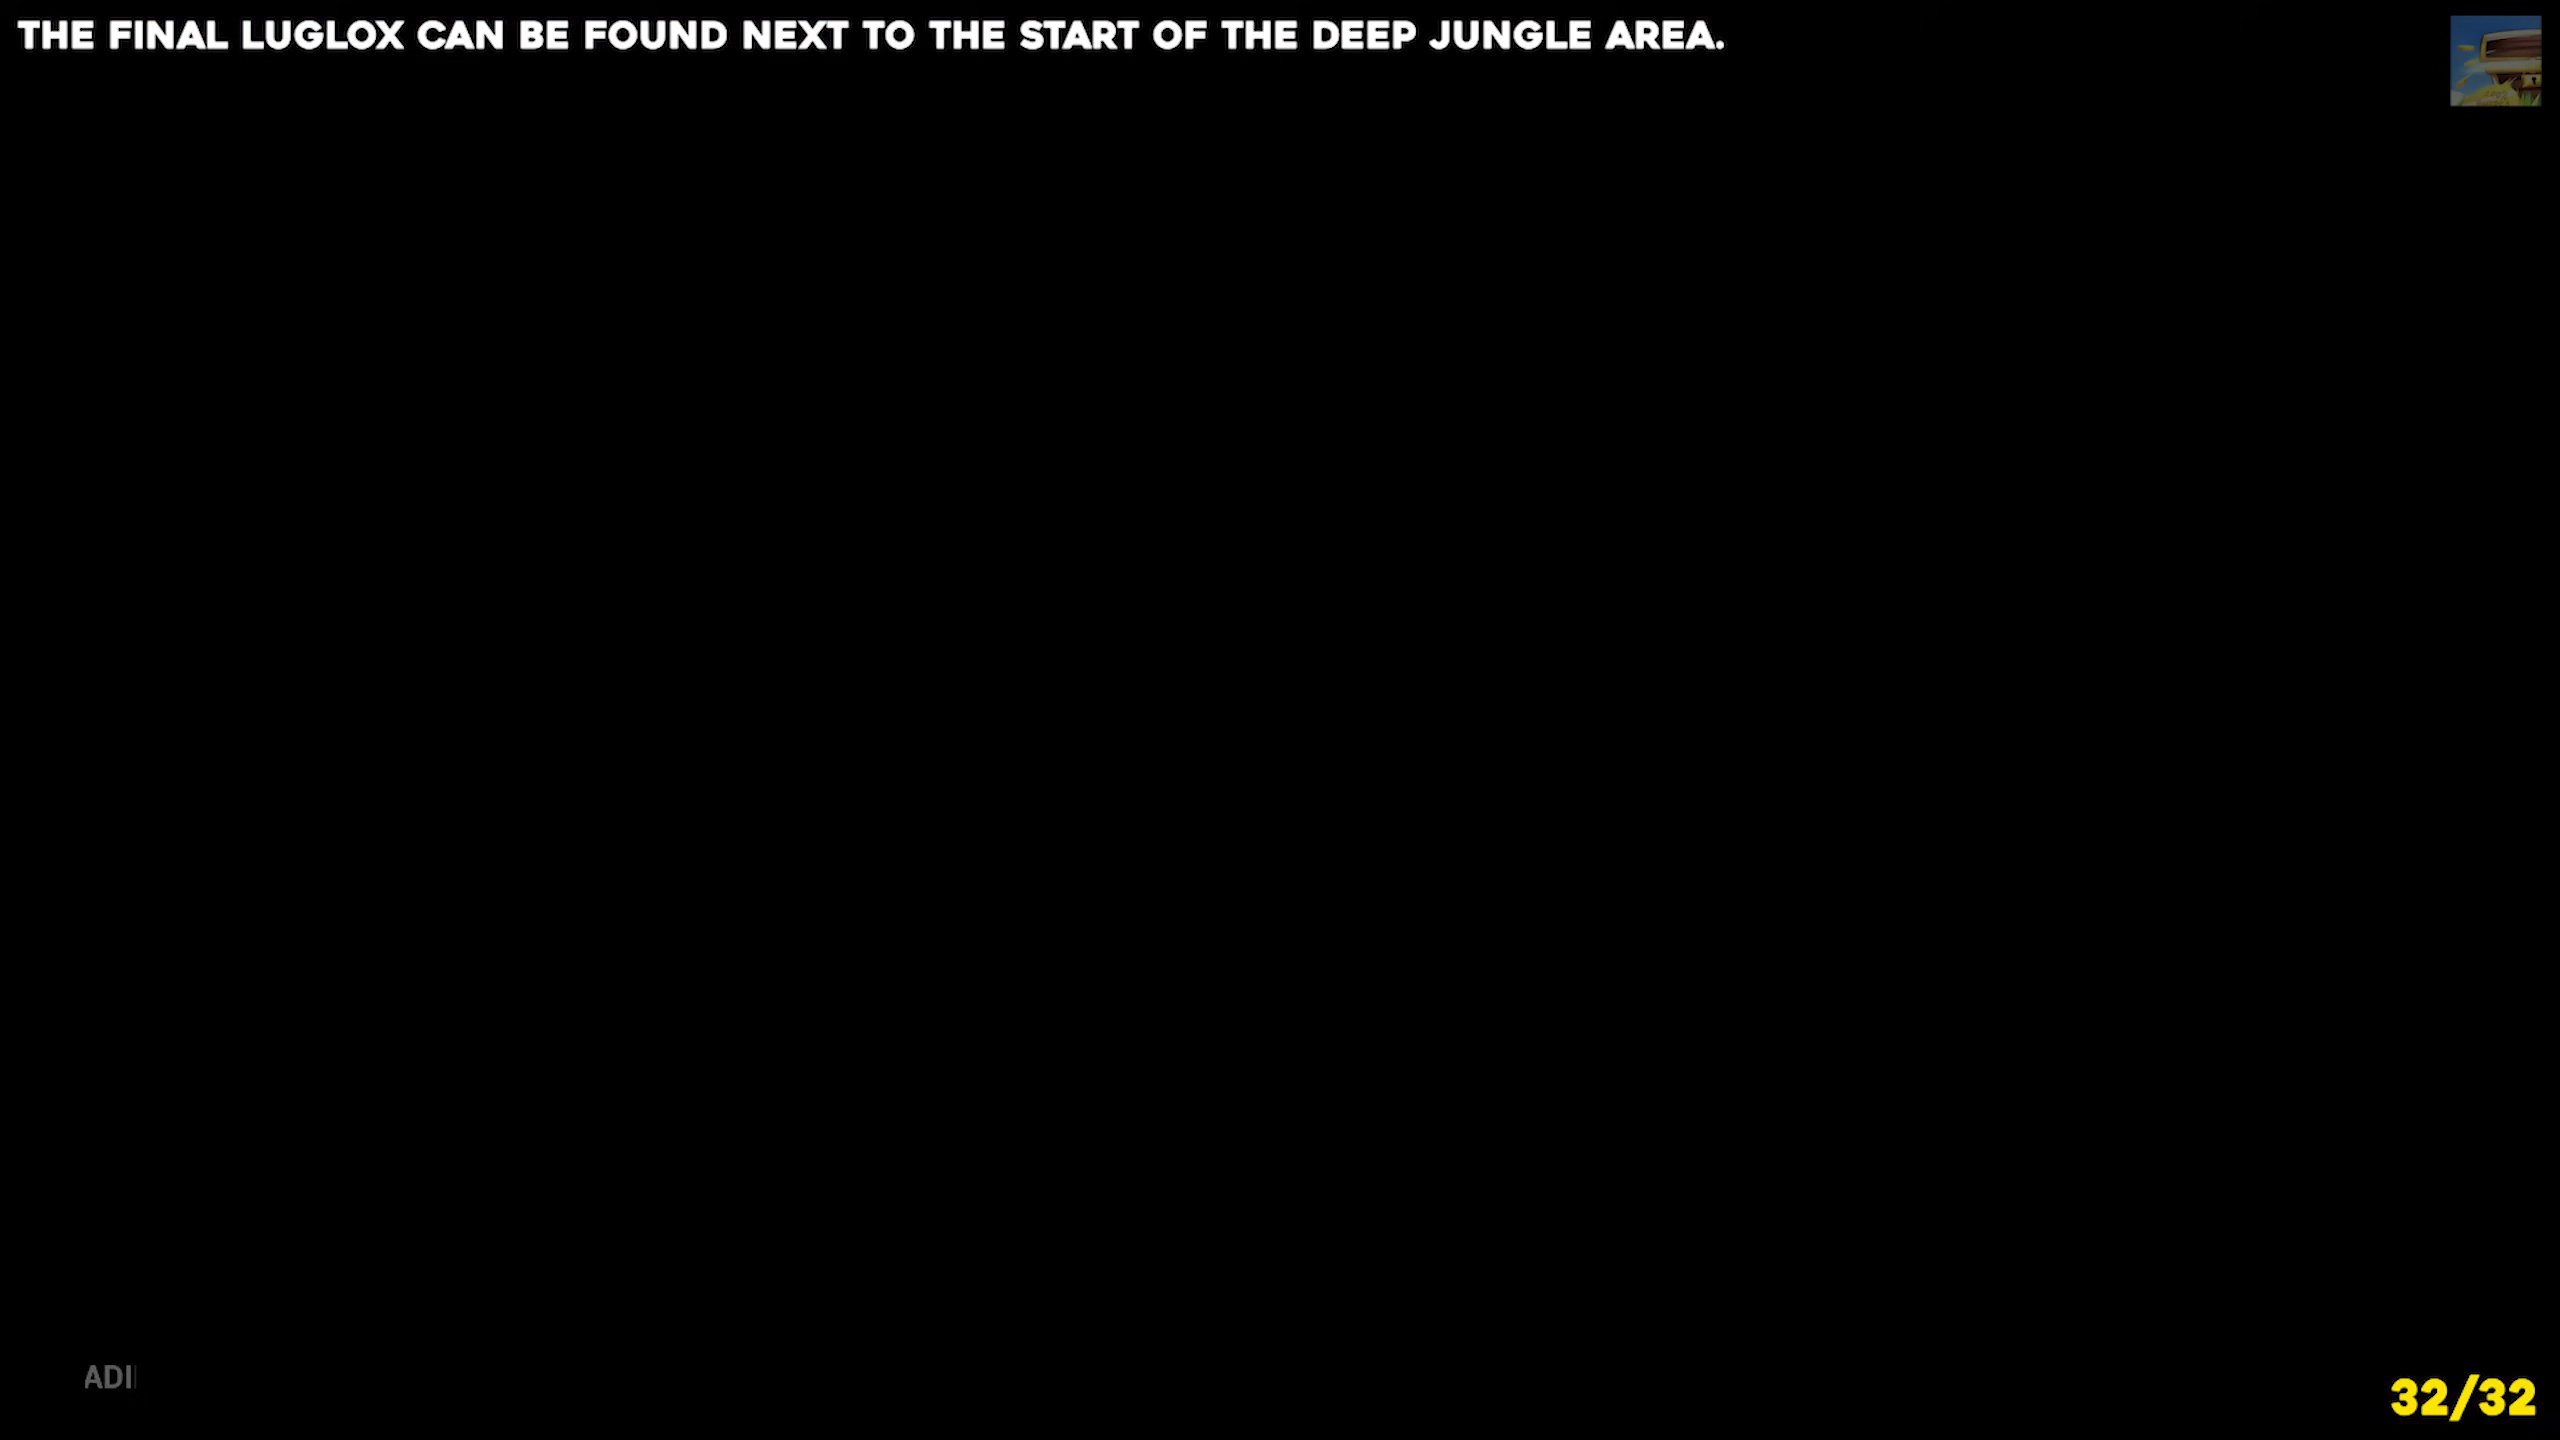 THE FINAL LUGLOX CAN BE FOUND NEXT TO THE START OF THE DEEP JUNGLE AREA.
ADI
32/32